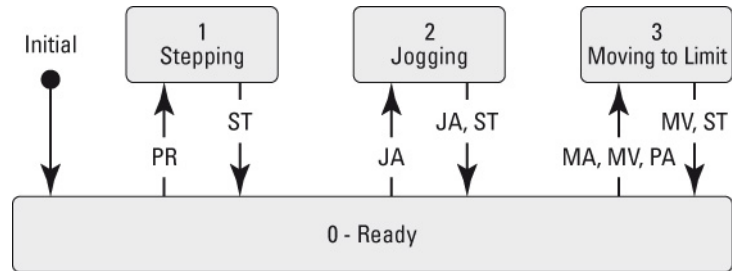 Initial
1
Stepping
2
Jogging
3
Moving to Limit
PR
ST
JA
JA, ST
MA, MV, PA
MV, ST
0 - Ready